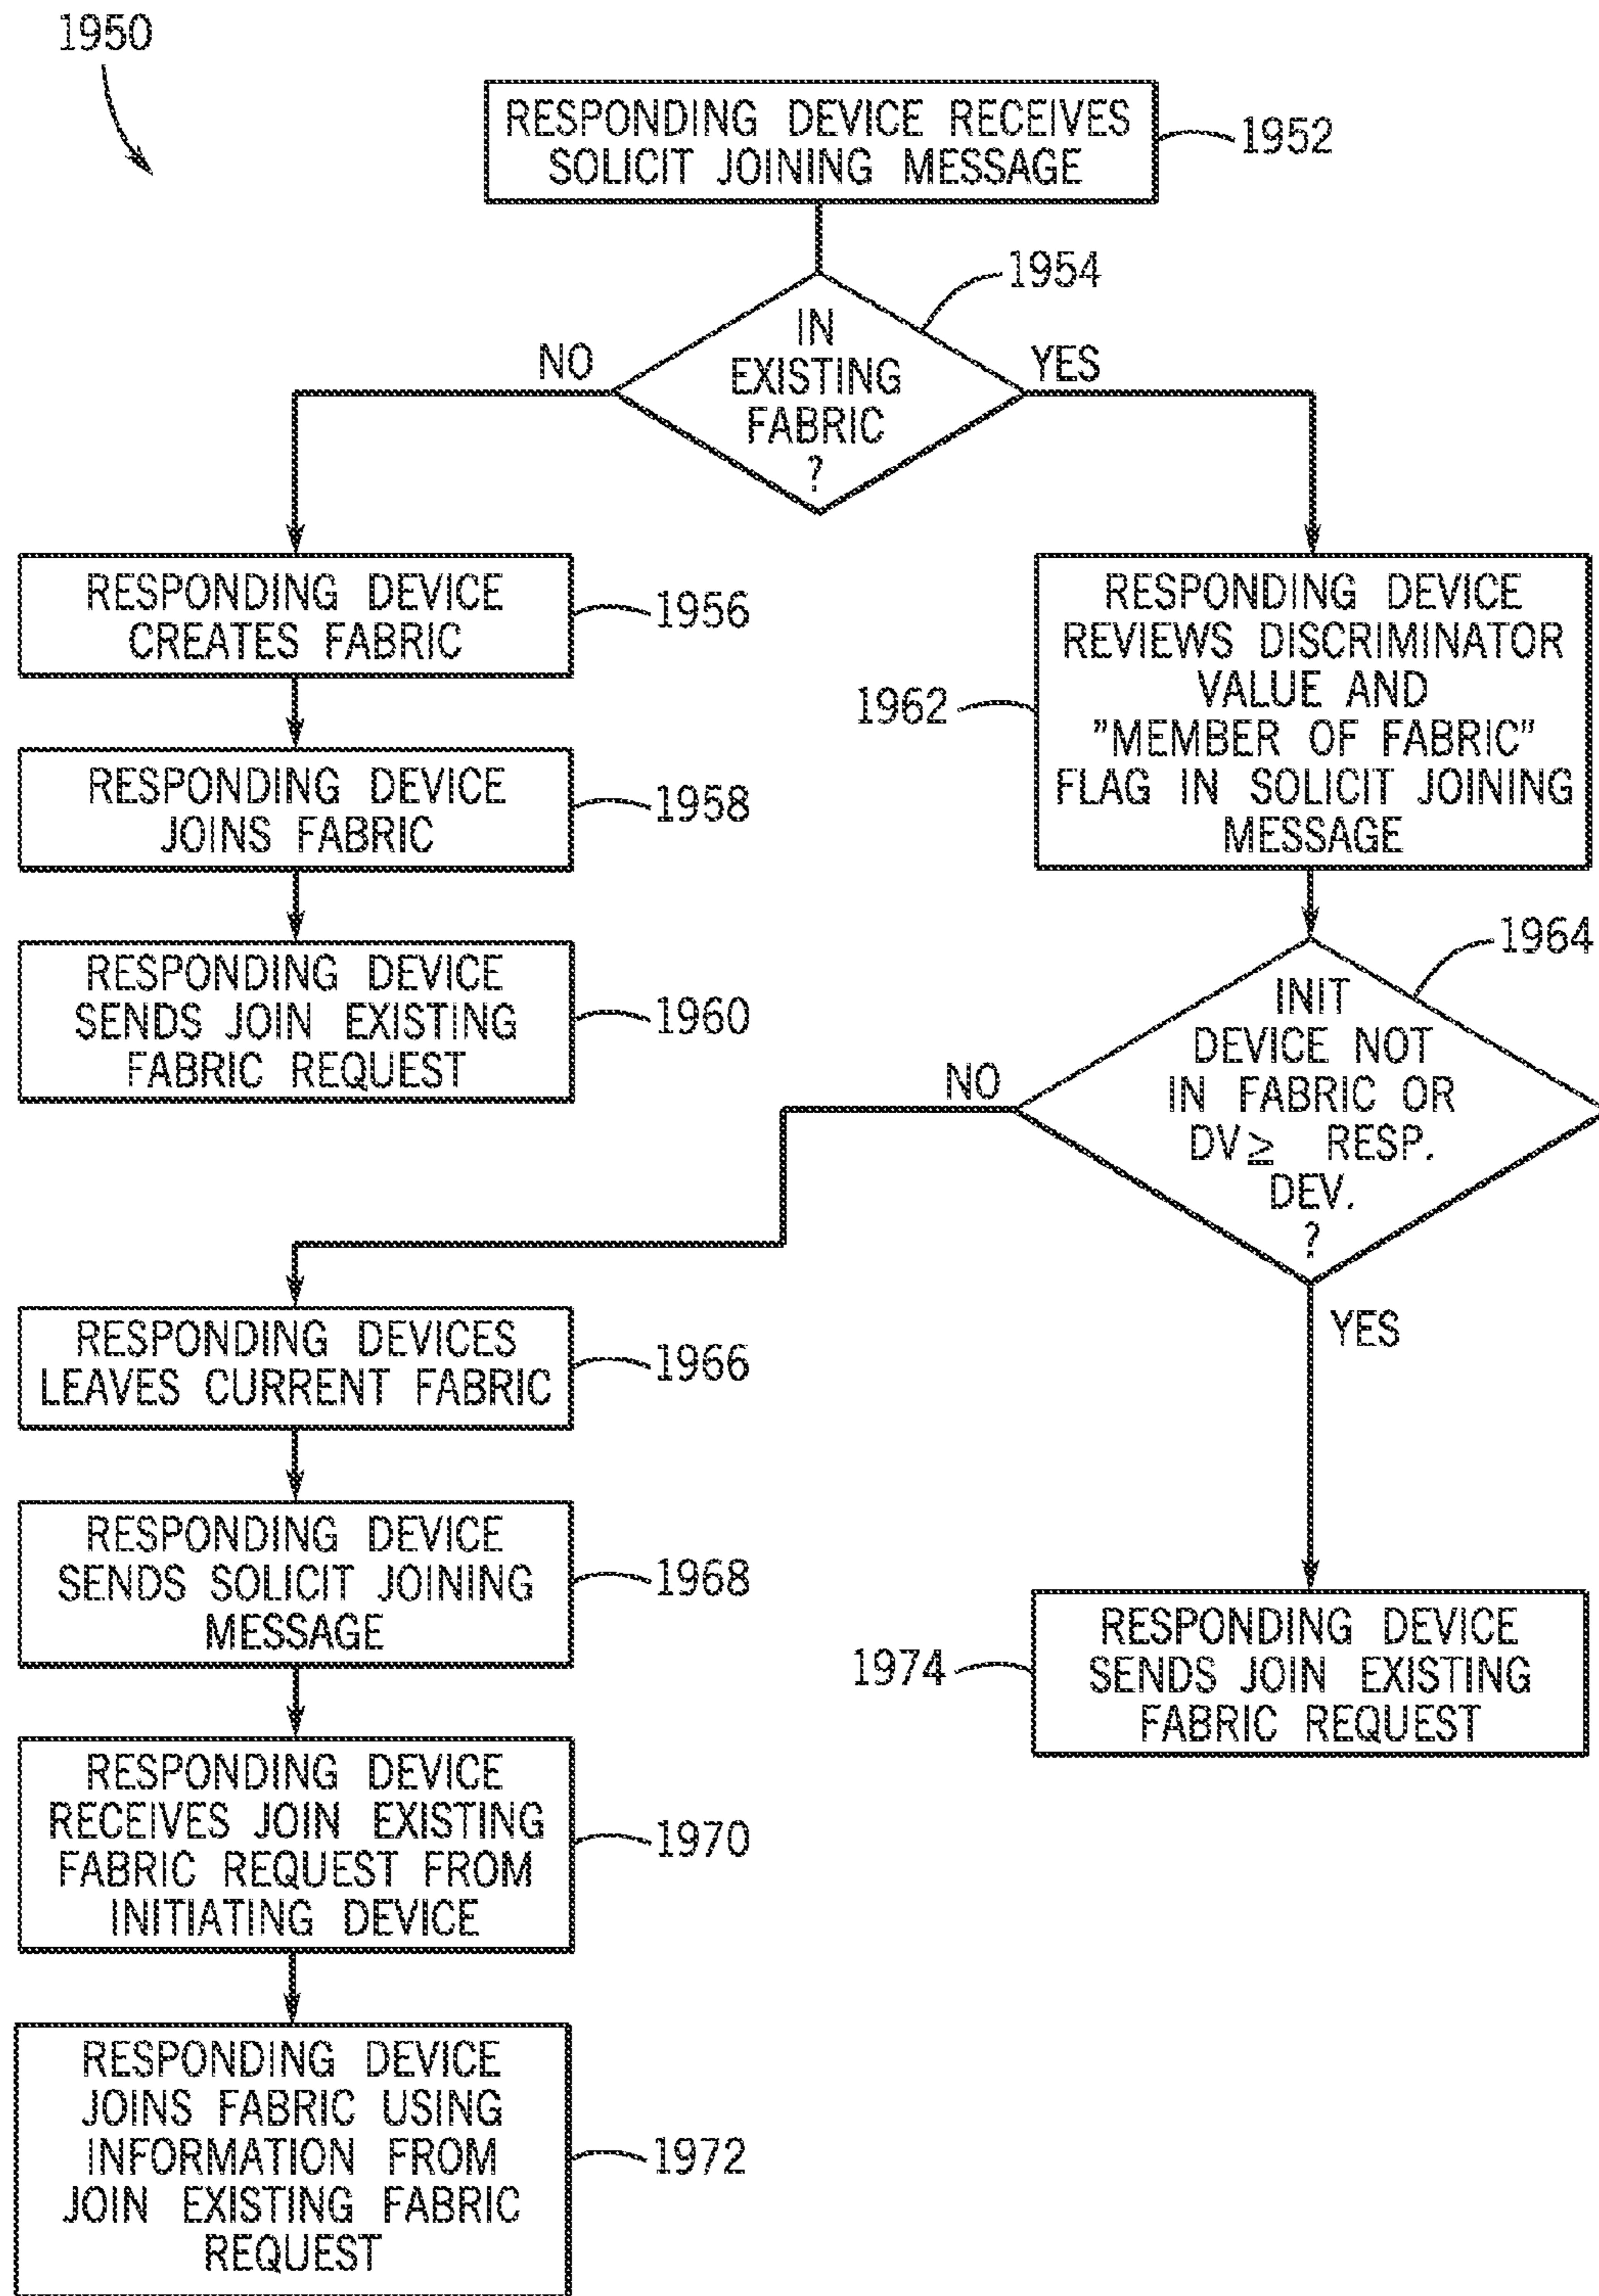 1950
RESPONDING DEVICE RECEIVES
SOLICIT JOINING MESSAGE
1952
1954
IN
EXISTING
FABRIC
?
NO
YES
RESPONDING DEVICE
CREATES FABRIC
1956
RESPONDING DEVICE
JOINS FABRIC
1958
RESPONDING DEVICE
SENDS JOIN EXISTING
FABRIC REQUEST
1960
RESPONDING DEVICE
REVIEWS DISCRIMINATOR
VALUE AND
"MEMBER OF FABRIC"
FLAG IN SOLICIT JOINING
MESSAGE
1962
1964
INIT
DEVICE NOT
IN FABRIC OR
DV≥ RESP.
DEV.
?
NO
YES
RESPONDING DEVICES
LEAVES CURRENT FABRIC
1966
RESPONDING DEVICE
SENDS SOLICIT JOINING
MESSAGE
1968
RESPONDING DEVICE
RECEIVES JOIN EXISTING
FABRIC REQUEST FROM
INITIATING DEVICE
1970
RESPONDING DEVICE
JOINS FABRIC USING
INFORMATION FROM
JOIN EXISTING FABRIC
REQUEST
1972
RESPONDING DEVICE
SENDS JOIN EXISTING
FABRIC REQUEST
1974